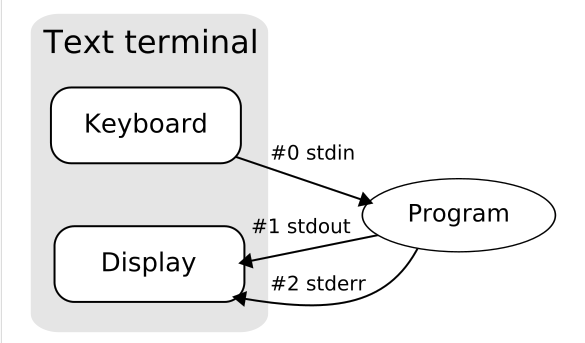 Text terminal
Keyboard
#0 stdin
Program
#1 stdout
Display
#2 stderr